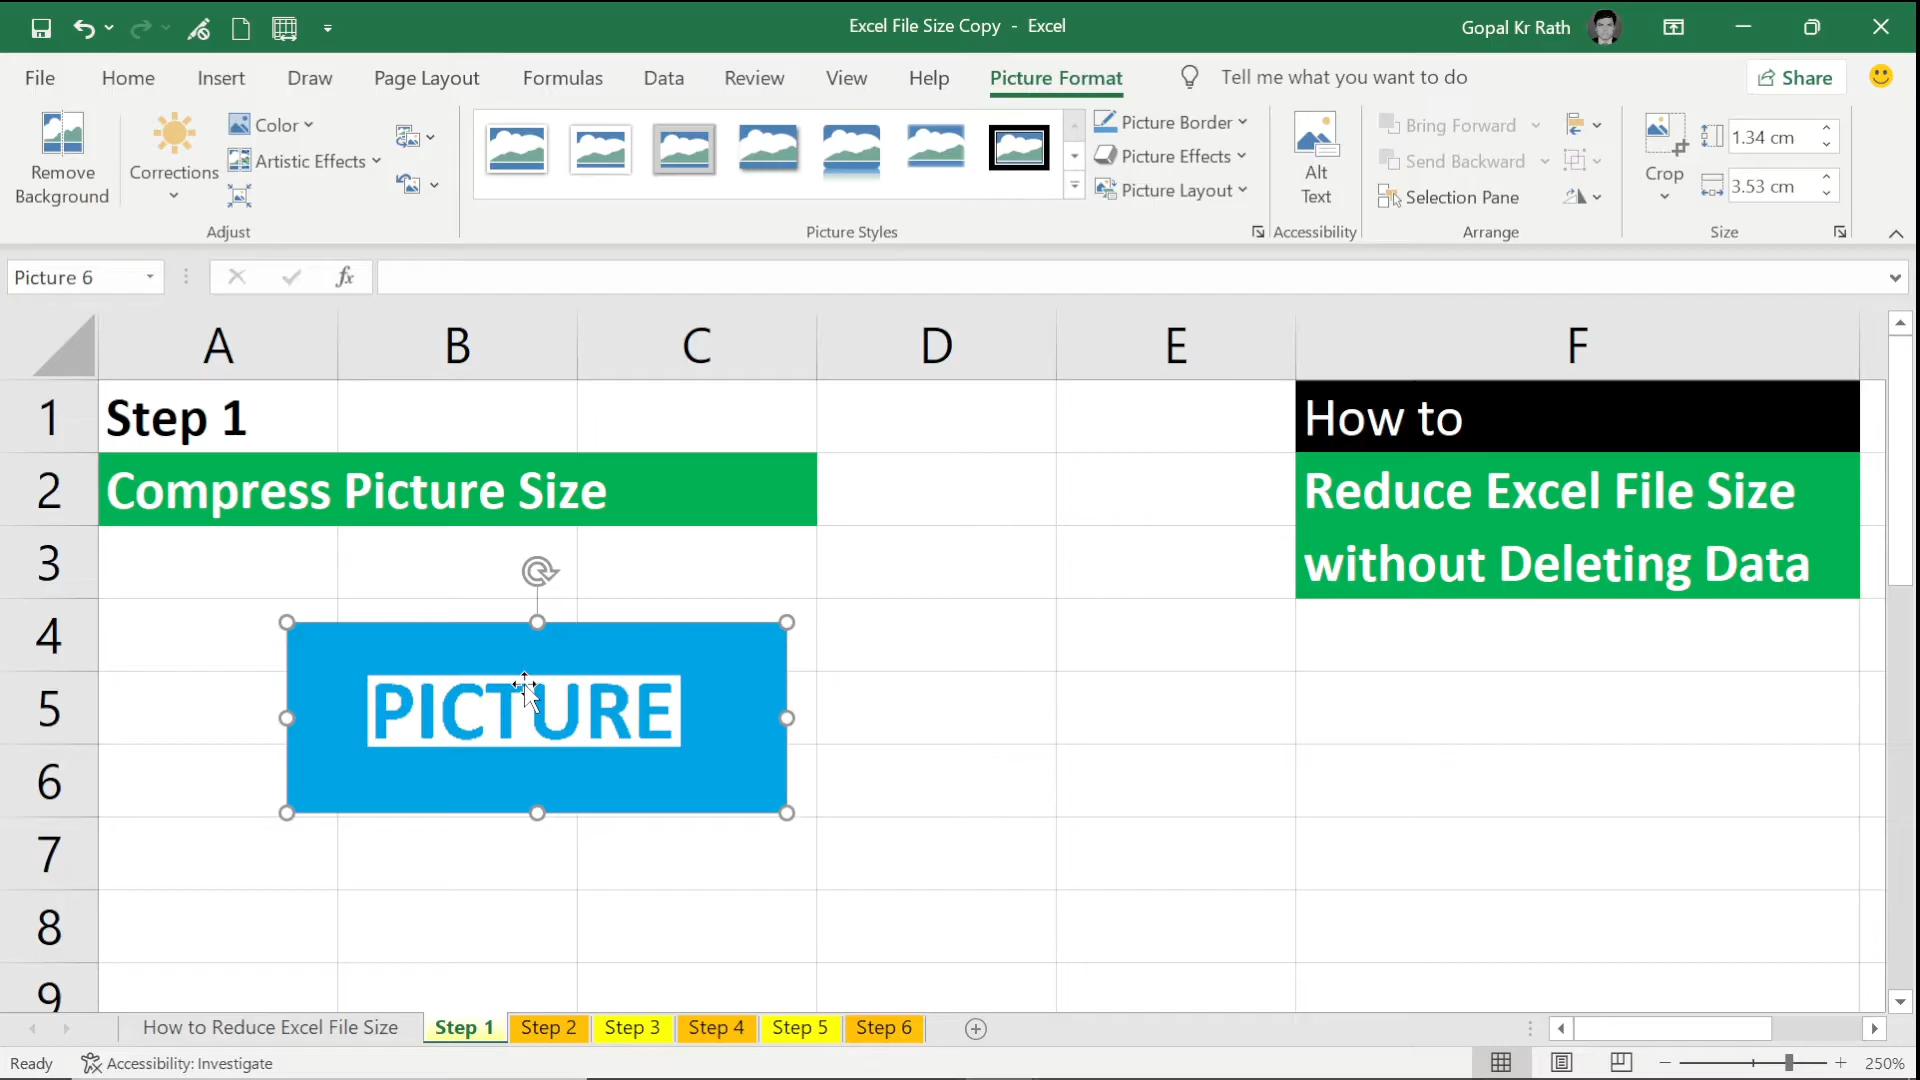 Excel File Size Copy - Excel
Gopal Kr Rath
File Home Insert Draw Page Layout Formulas Data Review View Help Picture Format Tell me what you want to do Share
Remove Background
Corrections
Color
Artistic Effects
Adjust
Picture Styles
Picture Border
Picture Effects
Picture Layout
Alt Text
Accessibility
Bring Forward
Send Backward
Selection Pane
Arrange
Crop
1.34 cm
3.53 cm
Size
Picture 6
fx
A B C D E F
1 Step 1 How to
2 Compress Picture Size Reduce Excel File Size
3 without Deleting Data
4
5 PICTURE
6
7
8
9
How to Reduce Excel File Size Step 1 Step 2 Step 3 Step 4 Step 5 Step 6
Ready Accessibility: Investigate 250%